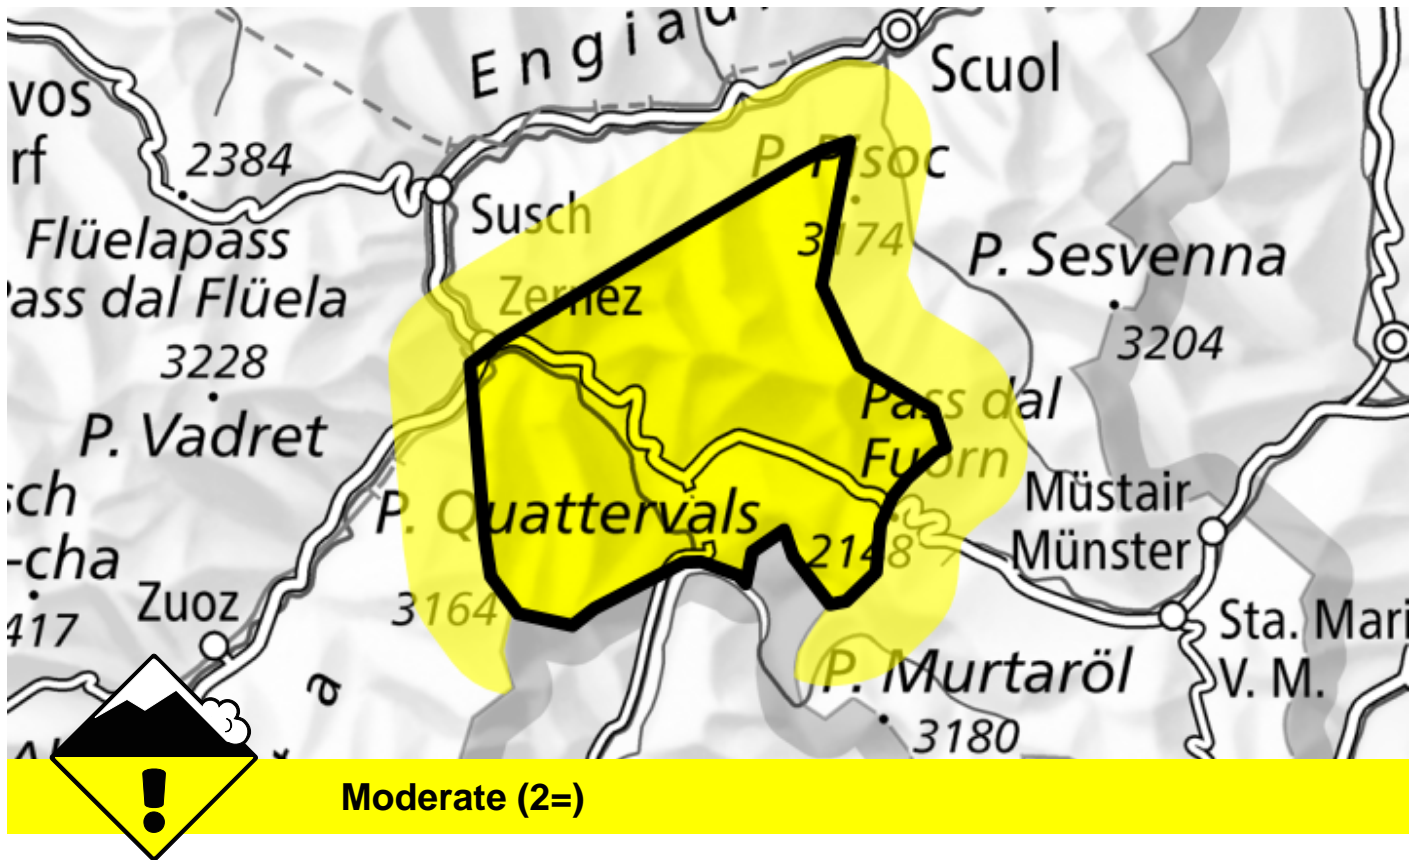 Engiad
Scuol
vos
rf
2384
P. Pisoc
3174
Susch
Flüelapass
Pass dal Flüela
Zernez
P. Sesvenna
3204
3228
P. Vadret
Pass dal
Fuorn
2148
sch
-cha
417
P. Quattervals
3164
Müstair
Münster
Zuoz
Sta. Mari
V. M.
P. Murtaröl
3180
a
Moderate (2=)